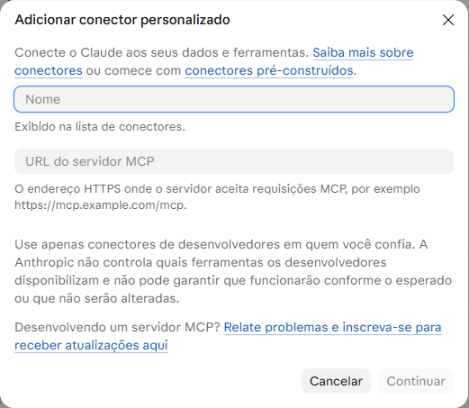 Adicionar conector personalizado
Conecte o Claude aos seus dados e ferramentas. Saiba mais sobre
conectores ou comece com conectores pré-construídos.
Nome
Exibido na lista de conectores.
URL do servidor MCP
O endereço HTTPS onde o servidor aceita requisições MCP, por exemplo
https://mcp.example.com/mcp.
Use apenas conectores de desenvolvedores em quem você confia. A
Anthropic não controla quais ferramentas os desenvolvedores
disponibilizam e não pode garantir que funcionarão conforme o esperado
ou que não serão alteradas.
Desenvolvendo um servidor MCP? Relate problemas e inscreva-se para
receber atualizações aqui
Cancelar
Continuar